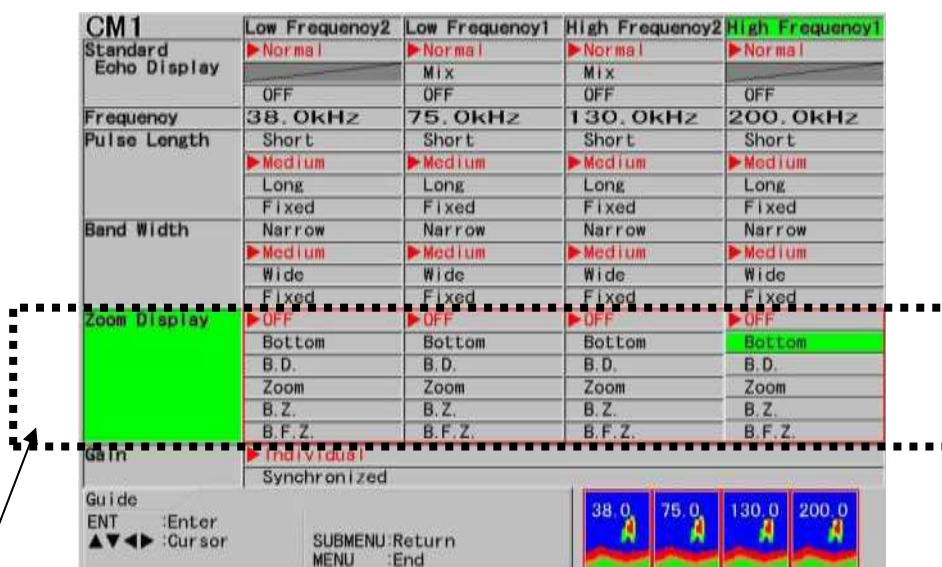 CM1 Low Frequency2 Low Frequency1 High Frequency2 High Frequency1
Standard ▶Normal ▶Normal ▶Normal ▶Normal
Echo Display Mix Mix
OFF OFF OFF OFF
Frequency 38.0kHz 75.0kHz 130.0kHz 200.0kHz
Pulse Length Short Short Short Short
▶Medium ▶Medium ▶Medium ▶Medium
Long Long Long Long
Fixed Fixed Fixed Fixed
Band Width Narrow Narrow Narrow Narrow
▶Medium ▶Medium ▶Medium ▶Medium
Wide Wide Wide Wide
Fixed Fixed Fixed Fixed
Zoom Display ▶OFF ▶OFF ▶OFF ▶OFF
Bottom Bottom Bottom Bottom
B.D. B.D. B.D. B.D.
Zoom Zoom Zoom Zoom
B.Z. B.Z. B.Z. B.Z.
B.F.Z. B.F.Z. B.F.Z. B.F.Z.
Gain ▶Individual
Synchronized
Guide
ENT :Enter
▲▼◀▶ :Cursor SUBMENU:Return
MENU :End
38.0 75.0 130.0 200.0